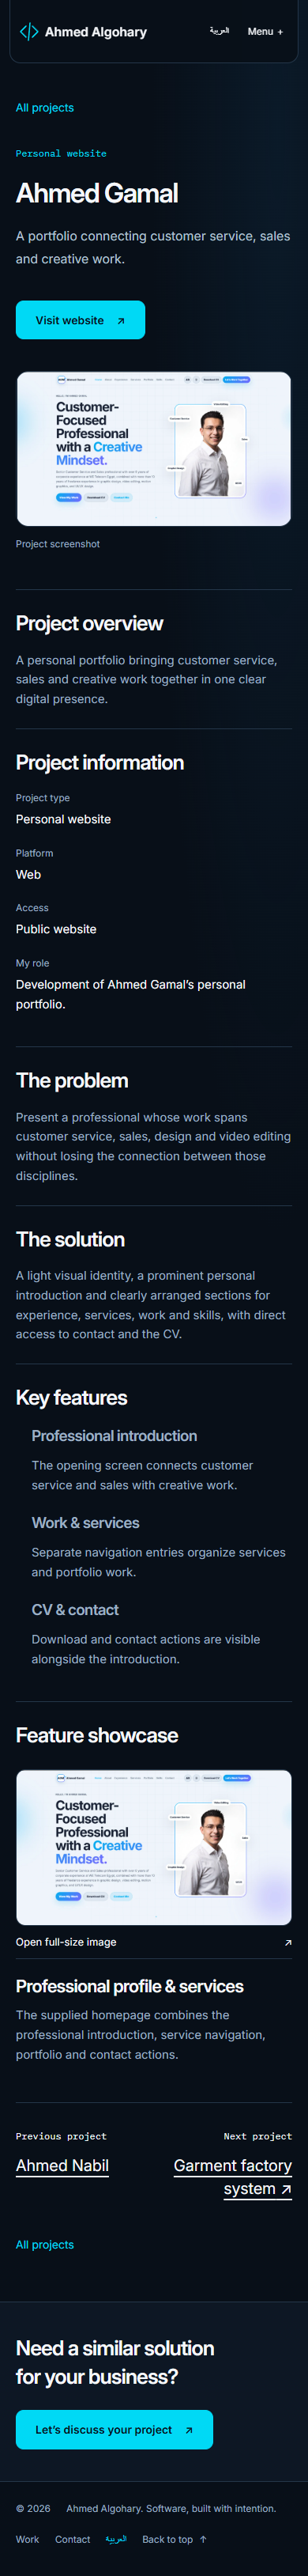 Ahmed Algohary
العربية
Menu +
All projects
Personal website
Ahmed Gamal
A portfolio connecting customer service, sales
and creative work.
Visit website ↗
Customer-
Focused
Professional
with a Creative
Mindset.
Project screenshot
Project overview
A personal portfolio bringing customer service,
sales and creative work together in one clear
digital presence.
Project information
Project type
Personal website
Platform
Web
Access
Public website
My role
Development of Ahmed Gamal’s personal
portfolio.
The problem
Present a professional whose work spans
customer service, sales, design and video editing
without losing the connection between those
disciplines.
The solution
A light visual identity, a prominent personal
introduction and clearly arranged sections for
experience, services, work and skills, with direct
access to contact and the CV.
Key features
Professional introduction
The opening screen connects customer
service and sales with creative work.
Work & services
Separate navigation entries organize services
and portfolio work.
CV & contact
Download and contact actions are visible
alongside the introduction.
Feature showcase
Customer-
Focused
Professional
with a Creative
Mindset.
Open full-size image ↗
Professional profile & services
The supplied homepage combines the
professional introduction, service navigation,
portfolio and contact actions.
Previous project
Ahmed Nabil
Next project
Garment factory
system ↗
All projects
Need a similar solution
for your business?
Let’s discuss your project ↗
© 2026 Ahmed Algohary. Software, built with intention.
Work Contact العربية Back to top ↑